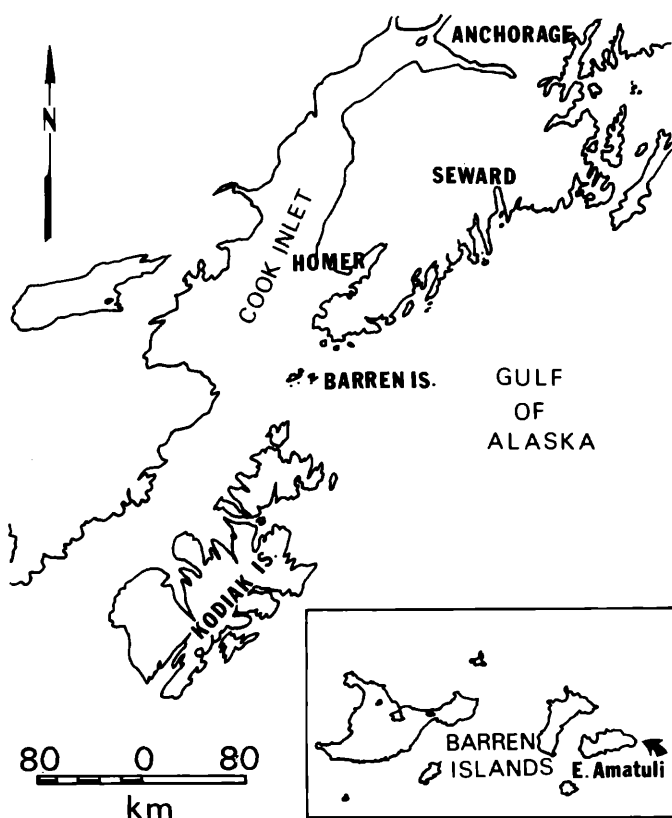 ANCHORAGE
N
SEWARD
COOK INLET
HOMER
BARREN IS.
GULF
OF
ALASKA
KODIAK IS.
BARREN
ISLANDS
E. Amatuli
80 0 80
km